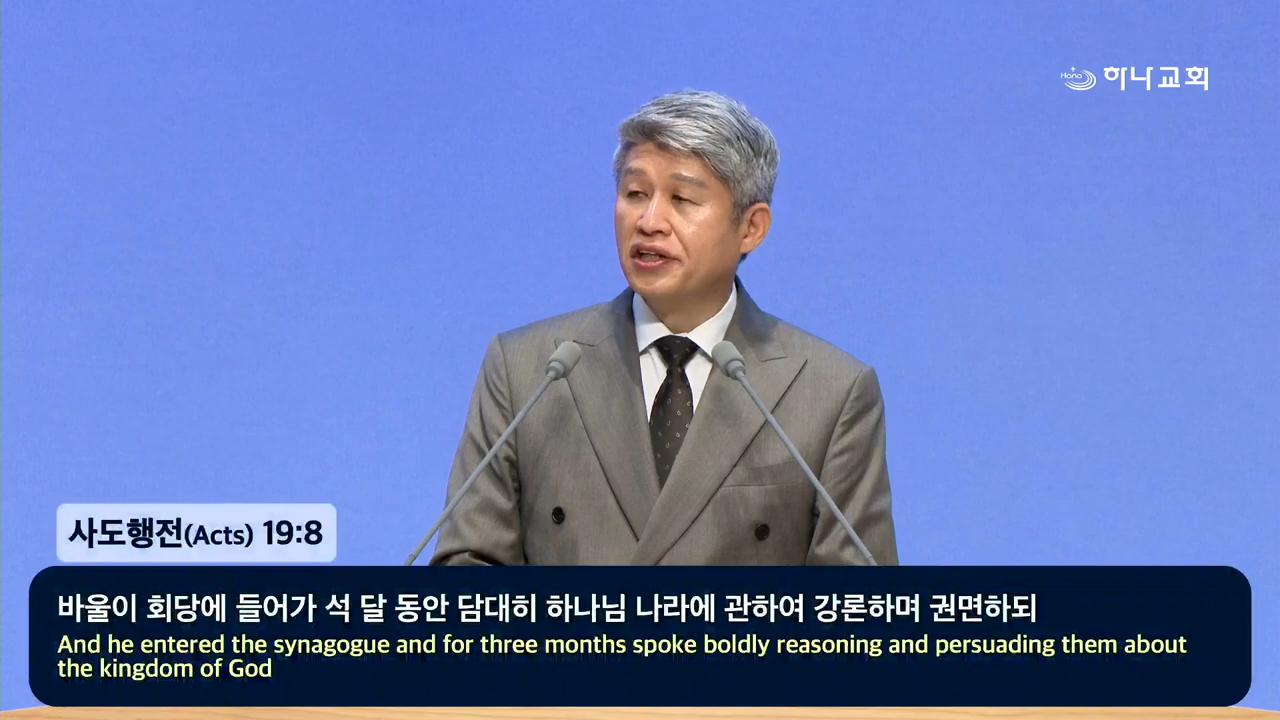 Hana 하나교회
사도행전(Acts) 19:8
바울이 회당에 들어가 석 달 동안 담대히 하나님 나라에 관하여 강론하며 권면하되
And he entered the synagogue and for three months spoke boldly reasoning and persuading them about
the kingdom of God